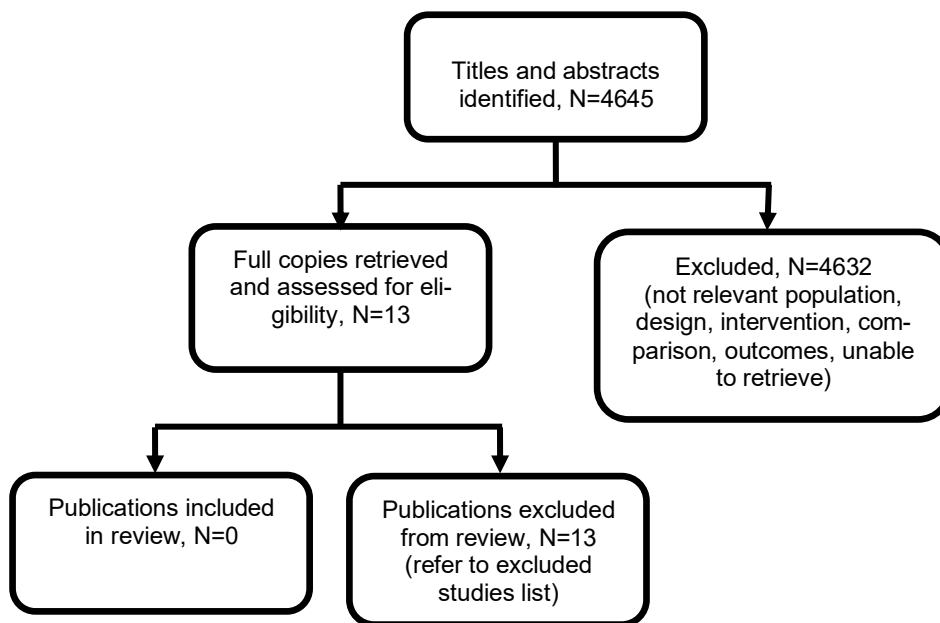 Titles and abstracts
identified, N=4645
Full copies retrieved
and assessed for eli-
gibility, N=13
Excluded, N=4632
(not relevant population,
design, intervention, com-
parison, outcomes, unable
to retrieve)
Publications included
in review, N=0
Publications excluded
from review, N=13
(refer to excluded
studies list)